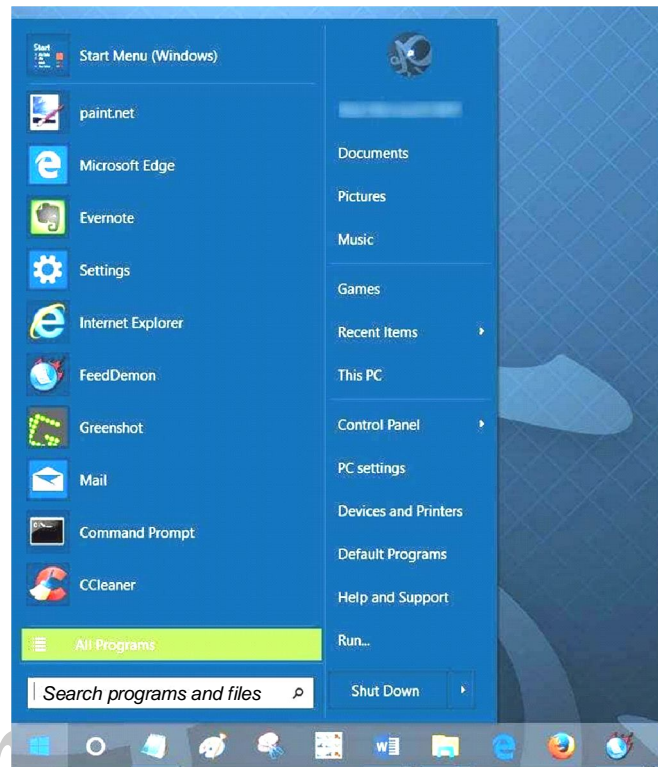 Start
Start Menu (Windows)
paint.net
Microsoft Edge
Evernote
Settings
Internet Explorer
FeedDemon
Greenshot
Mail
Command Prompt
CCleaner
All Programs
Search programs and files
Documents
Pictures
Music
Games
Recent Items
This PC
Control Panel
PC settings
Devices and Printers
Default Programs
Help and Support
Run...
Shut Down